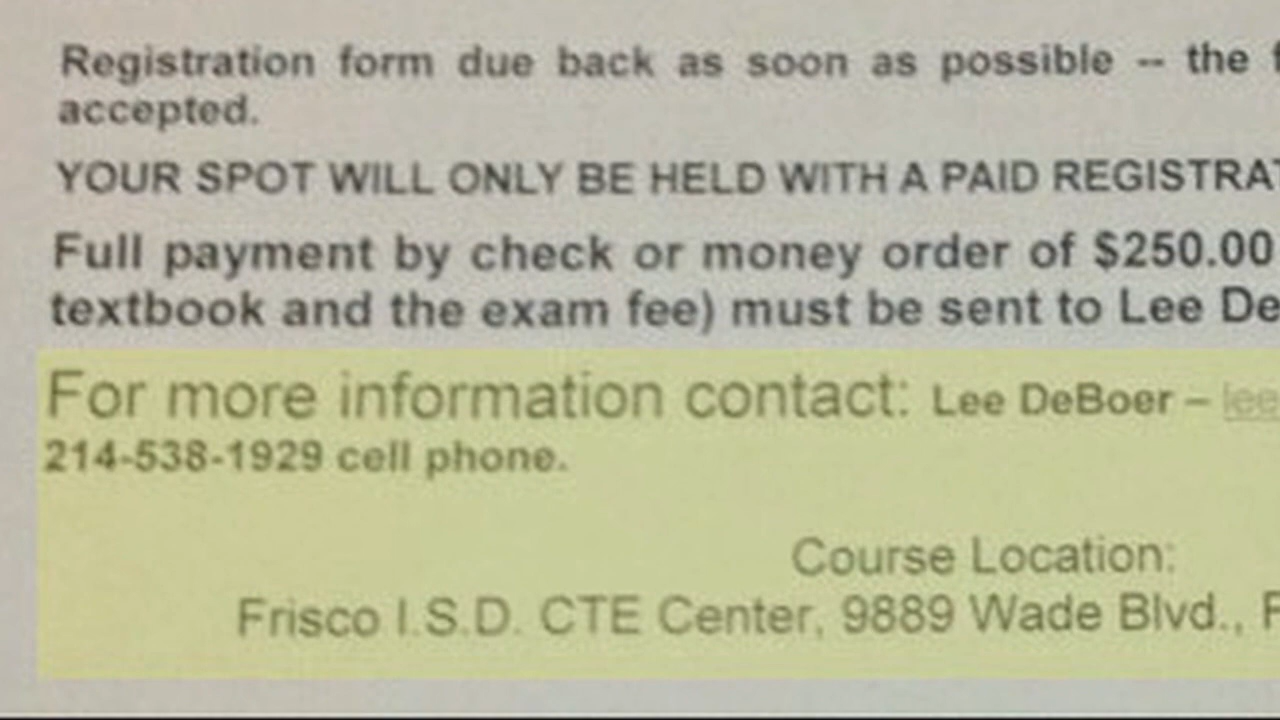 Registration form due back as soon as possible -- the
accepted.
YOUR SPOT WILL ONLY BE HELD WITH A PAID REGISTRAT
Full payment by check or money order of $250.00
textbook and the exam fee) must be sent to Lee De
For more information contact: Lee DeBoer – lee
214-538-1929 cell phone.
Course Location:
Frisco I.S.D. CTE Center, 9889 Wade Blvd., F